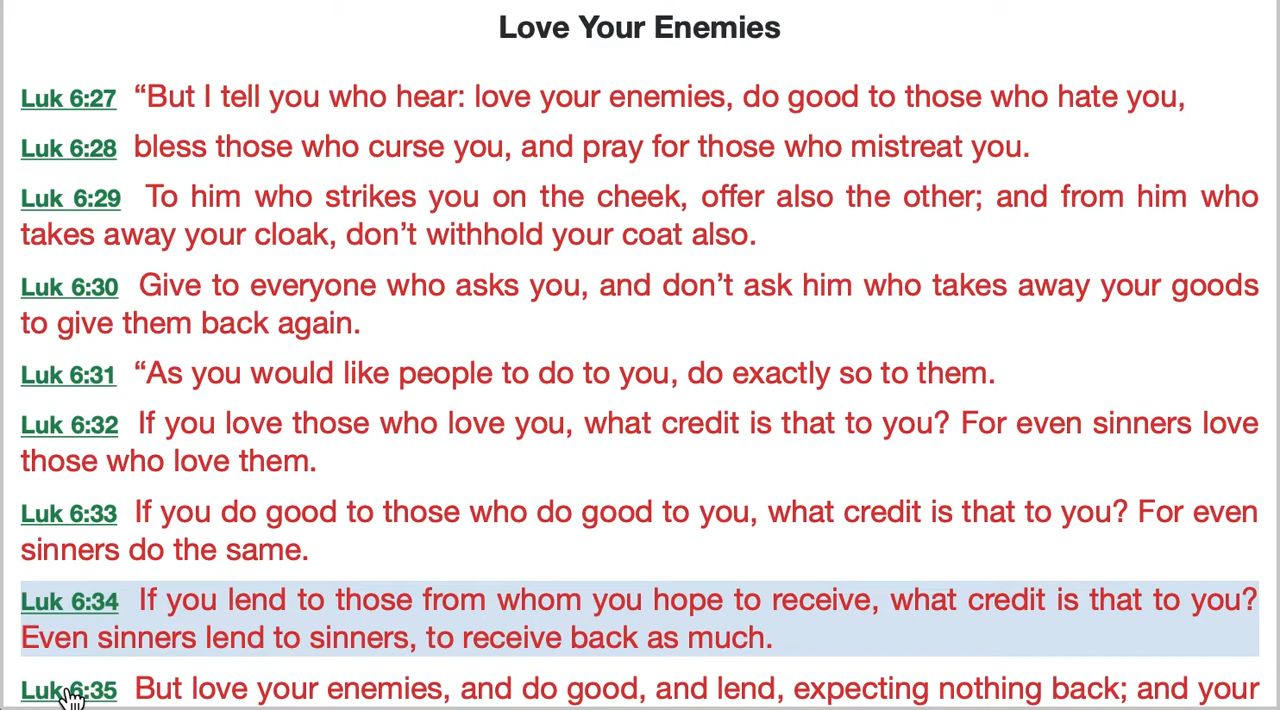 Love Your Enemies
Luk 6:27 “But I tell you who hear: love your enemies, do good to those who hate you,
Luk 6:28 bless those who curse you, and pray for those who mistreat you.
Luk 6:29 To him who strikes you on the cheek, offer also the other; and from him who
takes away your cloak, don’t withhold your coat also.
Luk 6:30 Give to everyone who asks you, and don’t ask him who takes away your goods
to give them back again.
Luk 6:31 “As you would like people to do to you, do exactly so to them.
Luk 6:32 If you love those who love you, what credit is that to you? For even sinners love
those who love them.
Luk 6:33 If you do good to those who do good to you, what credit is that to you? For even
sinners do the same.
Luk 6:34 If you lend to those from whom you hope to receive, what credit is that to you?
Even sinners lend to sinners, to receive back as much.
Luk 6:35 But love your enemies, and do good, and lend, expecting nothing back; and your